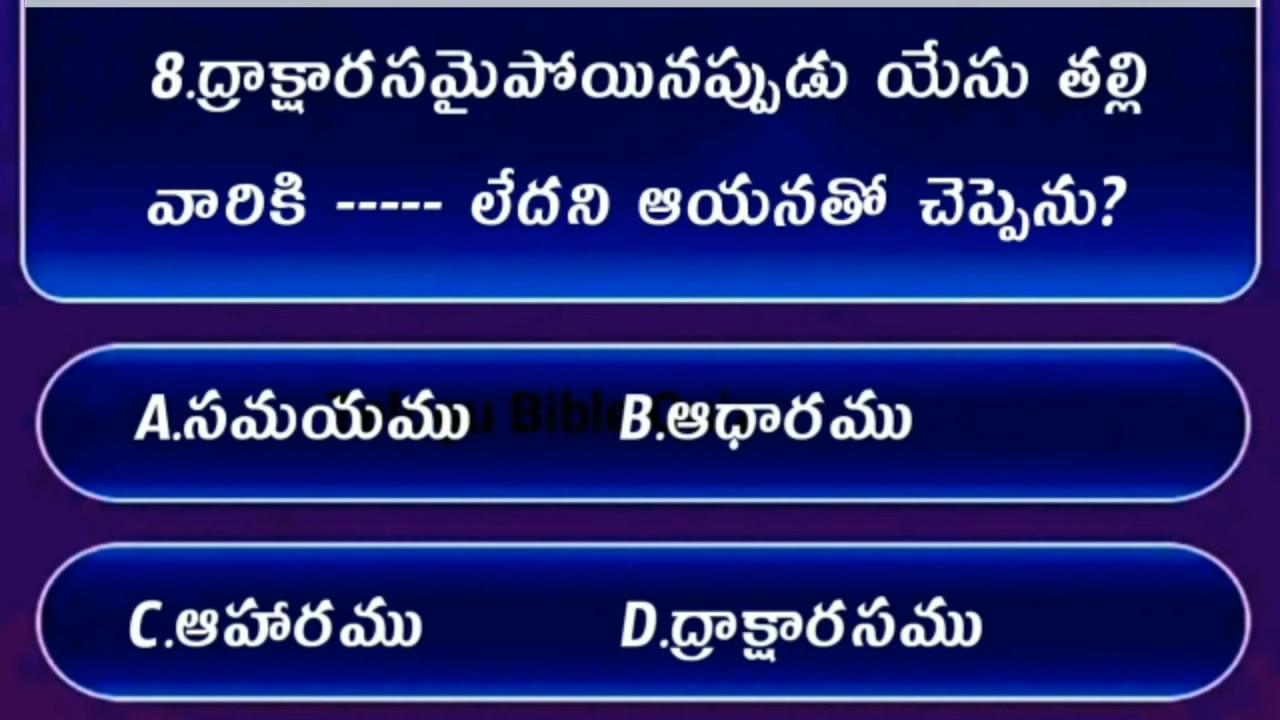 8.ద్రాక్షారసమైపోయినప్పుడు యేసు తల్లి
వారికి ----- లేదని ఆయనతో చెప్పెను?
A.సమయము B.ఆధారము
C.ఆహారము D.ద్రాక్షారసము